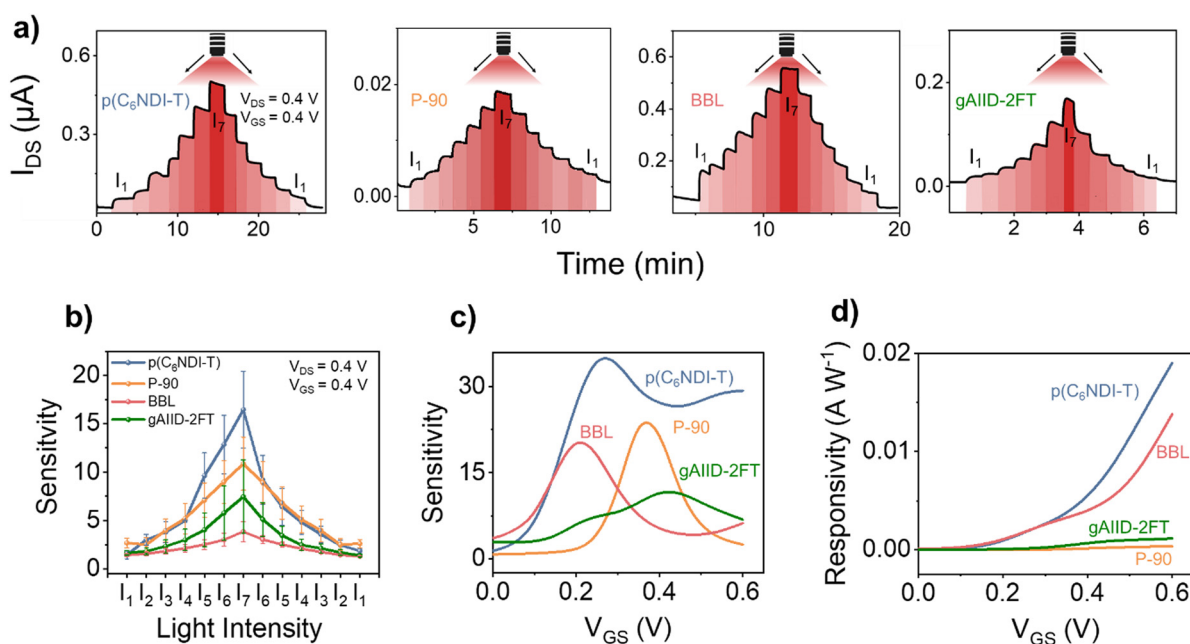 a)
I_DS (µA)
0.6
0.3
p(C₆NDI-T)
V_DS = 0.4 V
V_GS = 0.4 V
I₁
I₇
I₁
0
10
20
0.02
0.00
P-90
I₁
I₇
I₁
5
10
0.6
0.4
0.2
BBL
I₁
I₇
I₁
10
20
0.2
0.0
gAIID-2FT
I₁
I₇
I₁
2
4
6
Time (min)
b)
Sensitvity
20
15
10
5
0
p(C₆NDI-T)
P-90
BBL
gAIID-2FT
V_DS = 0.4 V
V_GS = 0.4 V
I₁ I₂ I₃ I₄ I₅ I₆ I₇ I₆ I₅ I₄ I₃ I₂ I₁
Light Intensity
c)
Sensitivity
30
15
0
p(C₆NDI-T)
BBL
P-90
gAIID-2FT
0.0 0.2 0.4 0.6
V_GS (V)
d)
Responsivity (A W⁻¹)
0.02
0.01
0.00
p(C₆NDI-T)
BBL
gAIID-2FT
P-90
0.0 0.2 0.4 0.6
V_GS (V)